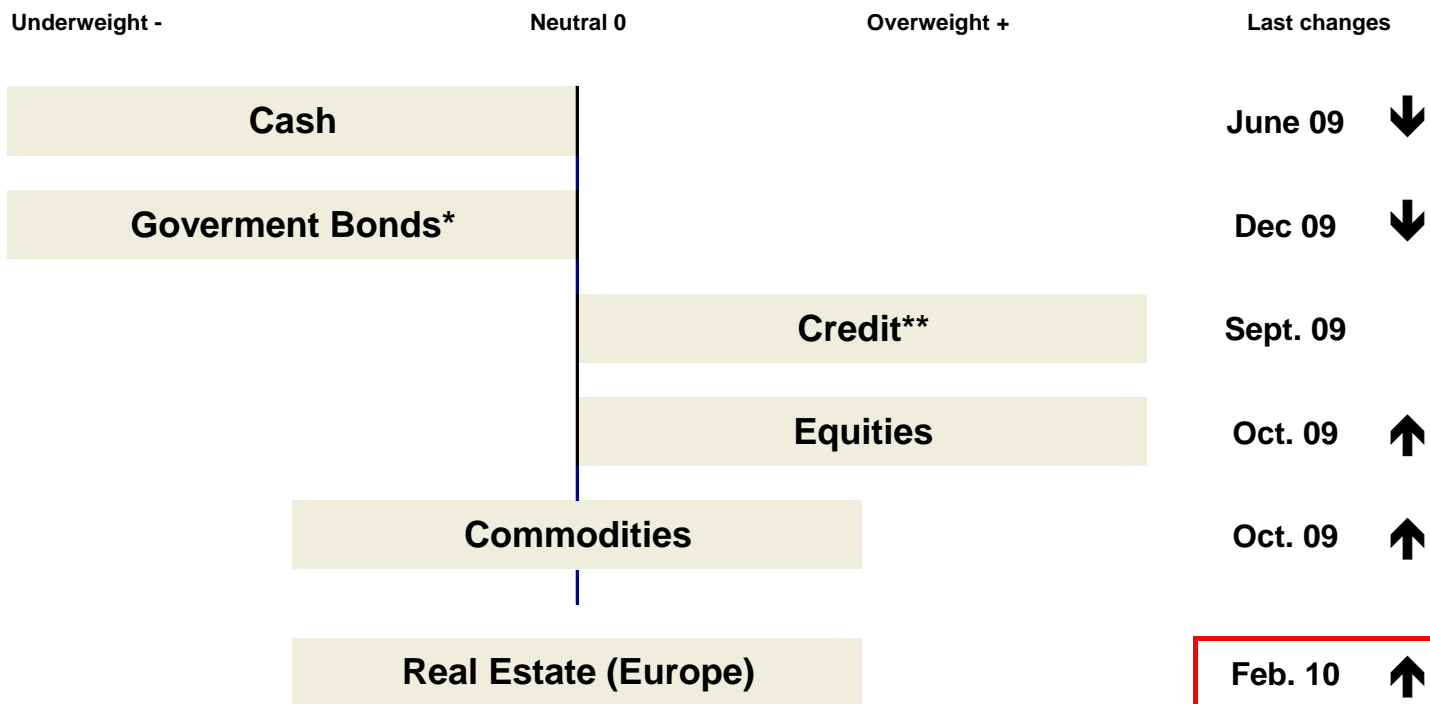 Underweight - Neutral 0 Overweight + Last changes
Cash June 09
Goverment Bonds* Dec 09
Credit** Sept. 09
Equities Oct. 09
Commodities Oct. 09
Real Estate (Europe) Feb. 10